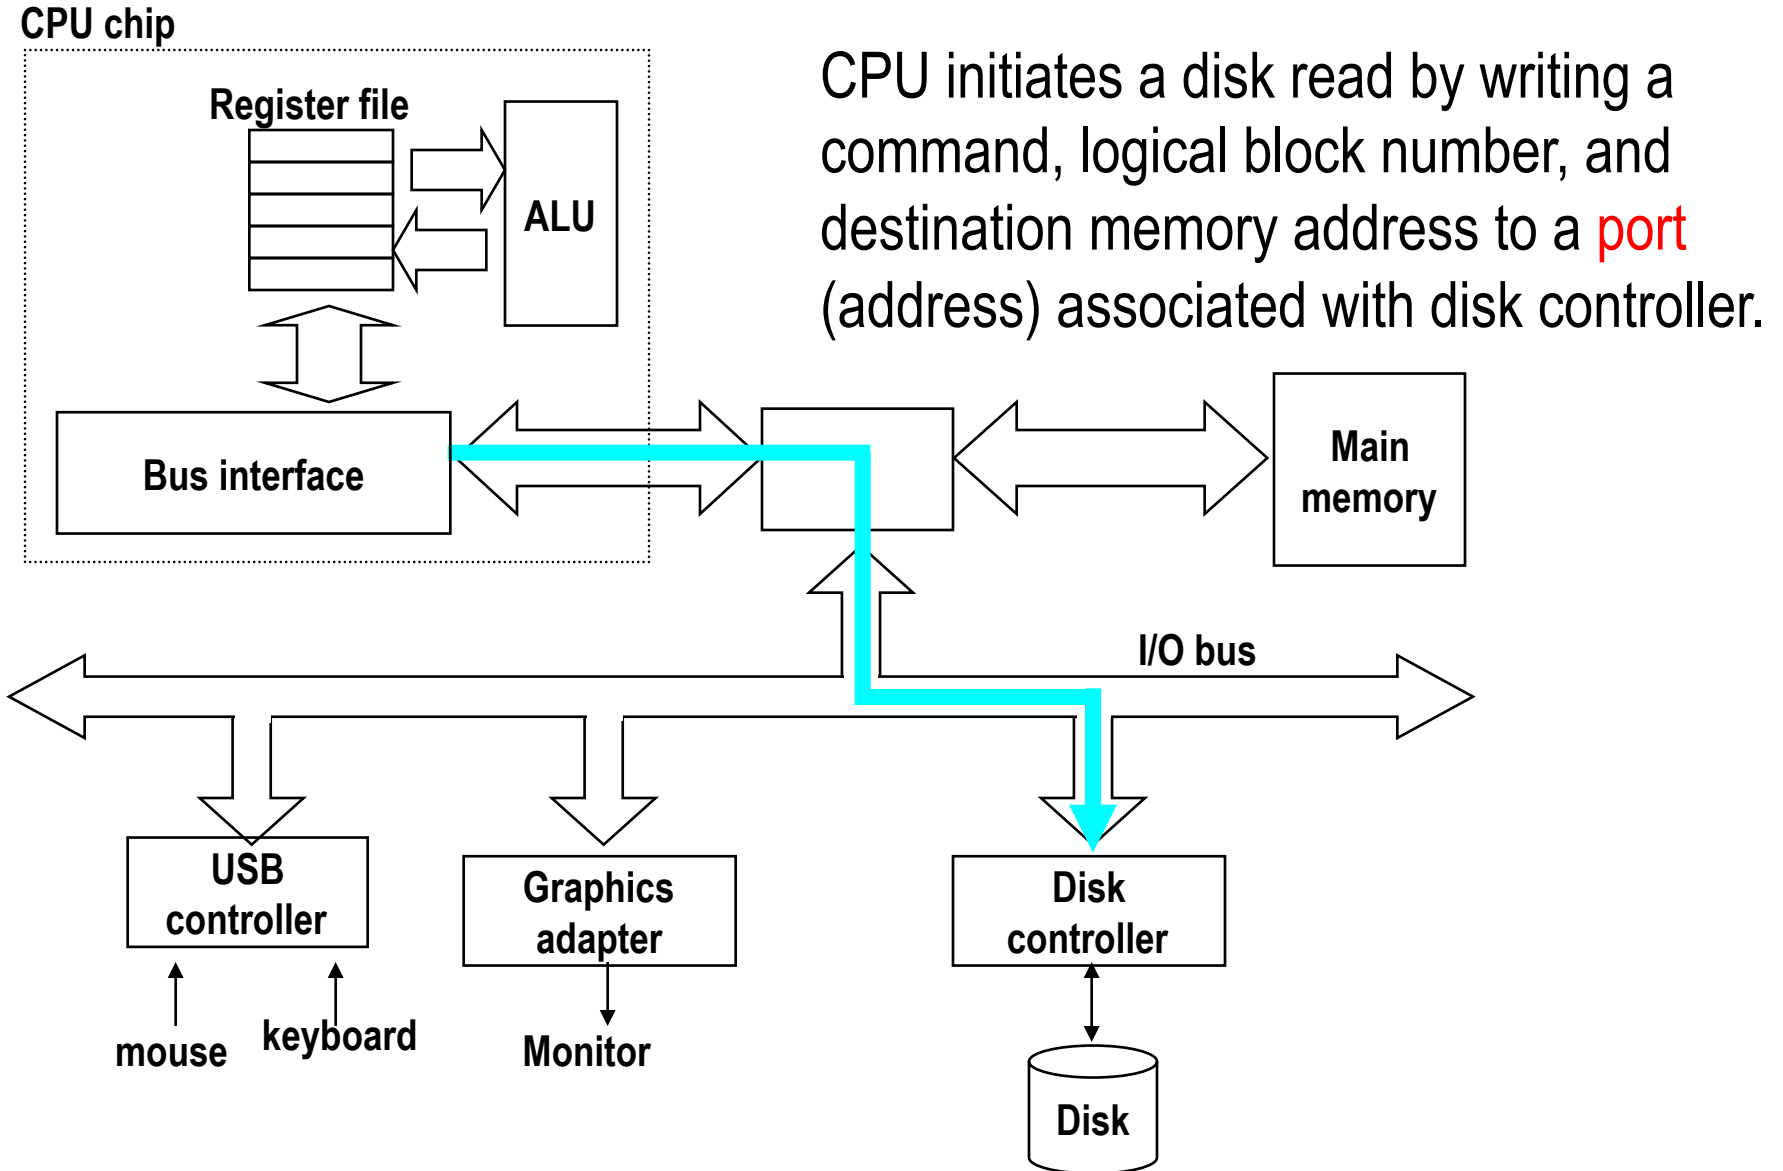 CPU chip
CPU initiates a disk read by writing a
command, logical block number, and
destination memory address to a port
(address) associated with disk controller.
Register file
ALU
Bus interface
Main
memory
I/O bus
USB
controller
Graphics
adapter
Disk
controller
mouse
keyboard
Monitor
Disk